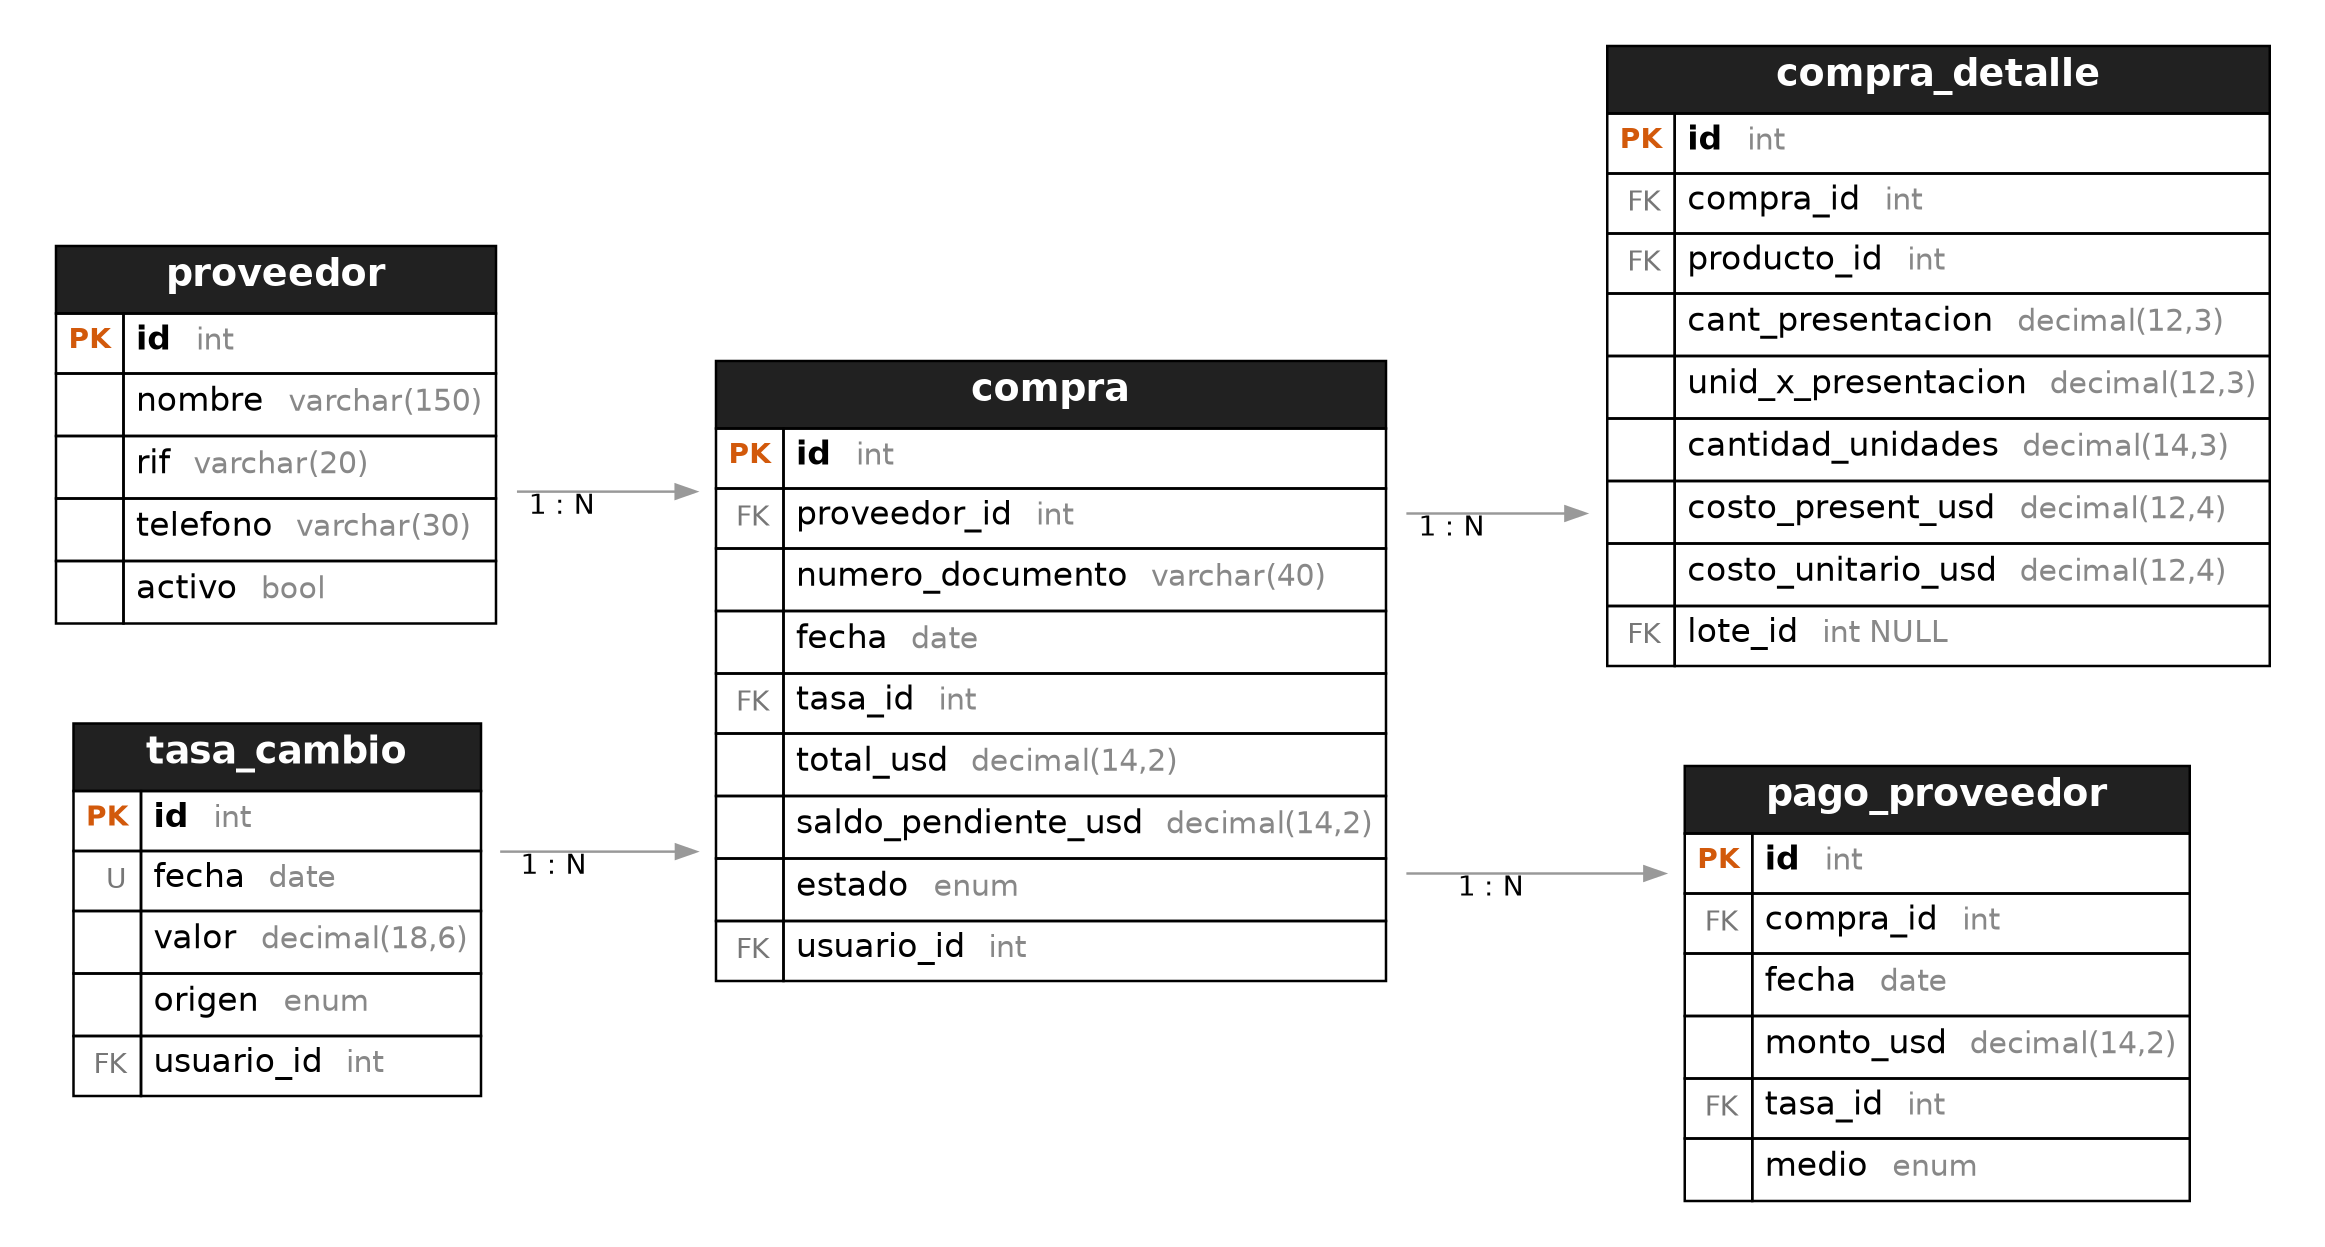 proveedor
PK id int
nombre varchar(150)
rif varchar(20)
telefono varchar(30)
activo bool
1 : N
tasa_cambio
PK id int
U fecha date
valor decimal(18,6)
origen enum
FK usuario_id int
1 : N
compra
PK id int
FK proveedor_id int
numero_documento varchar(40)
fecha date
FK tasa_id int
total_usd decimal(14,2)
saldo_pendiente_usd decimal(14,2)
estado enum
FK usuario_id int
1 : N
compra_detalle
PK id int
FK compra_id int
FK producto_id int
cant_presentacion decimal(12,3)
unid_x_presentacion decimal(12,3)
cantidad_unidades decimal(14,3)
costo_present_usd decimal(12,4)
costo_unitario_usd decimal(12,4)
FK lote_id int NULL
1 : N
pago_proveedor
PK id int
FK compra_id int
fecha date
monto_usd decimal(14,2)
FK tasa_id int
medio enum